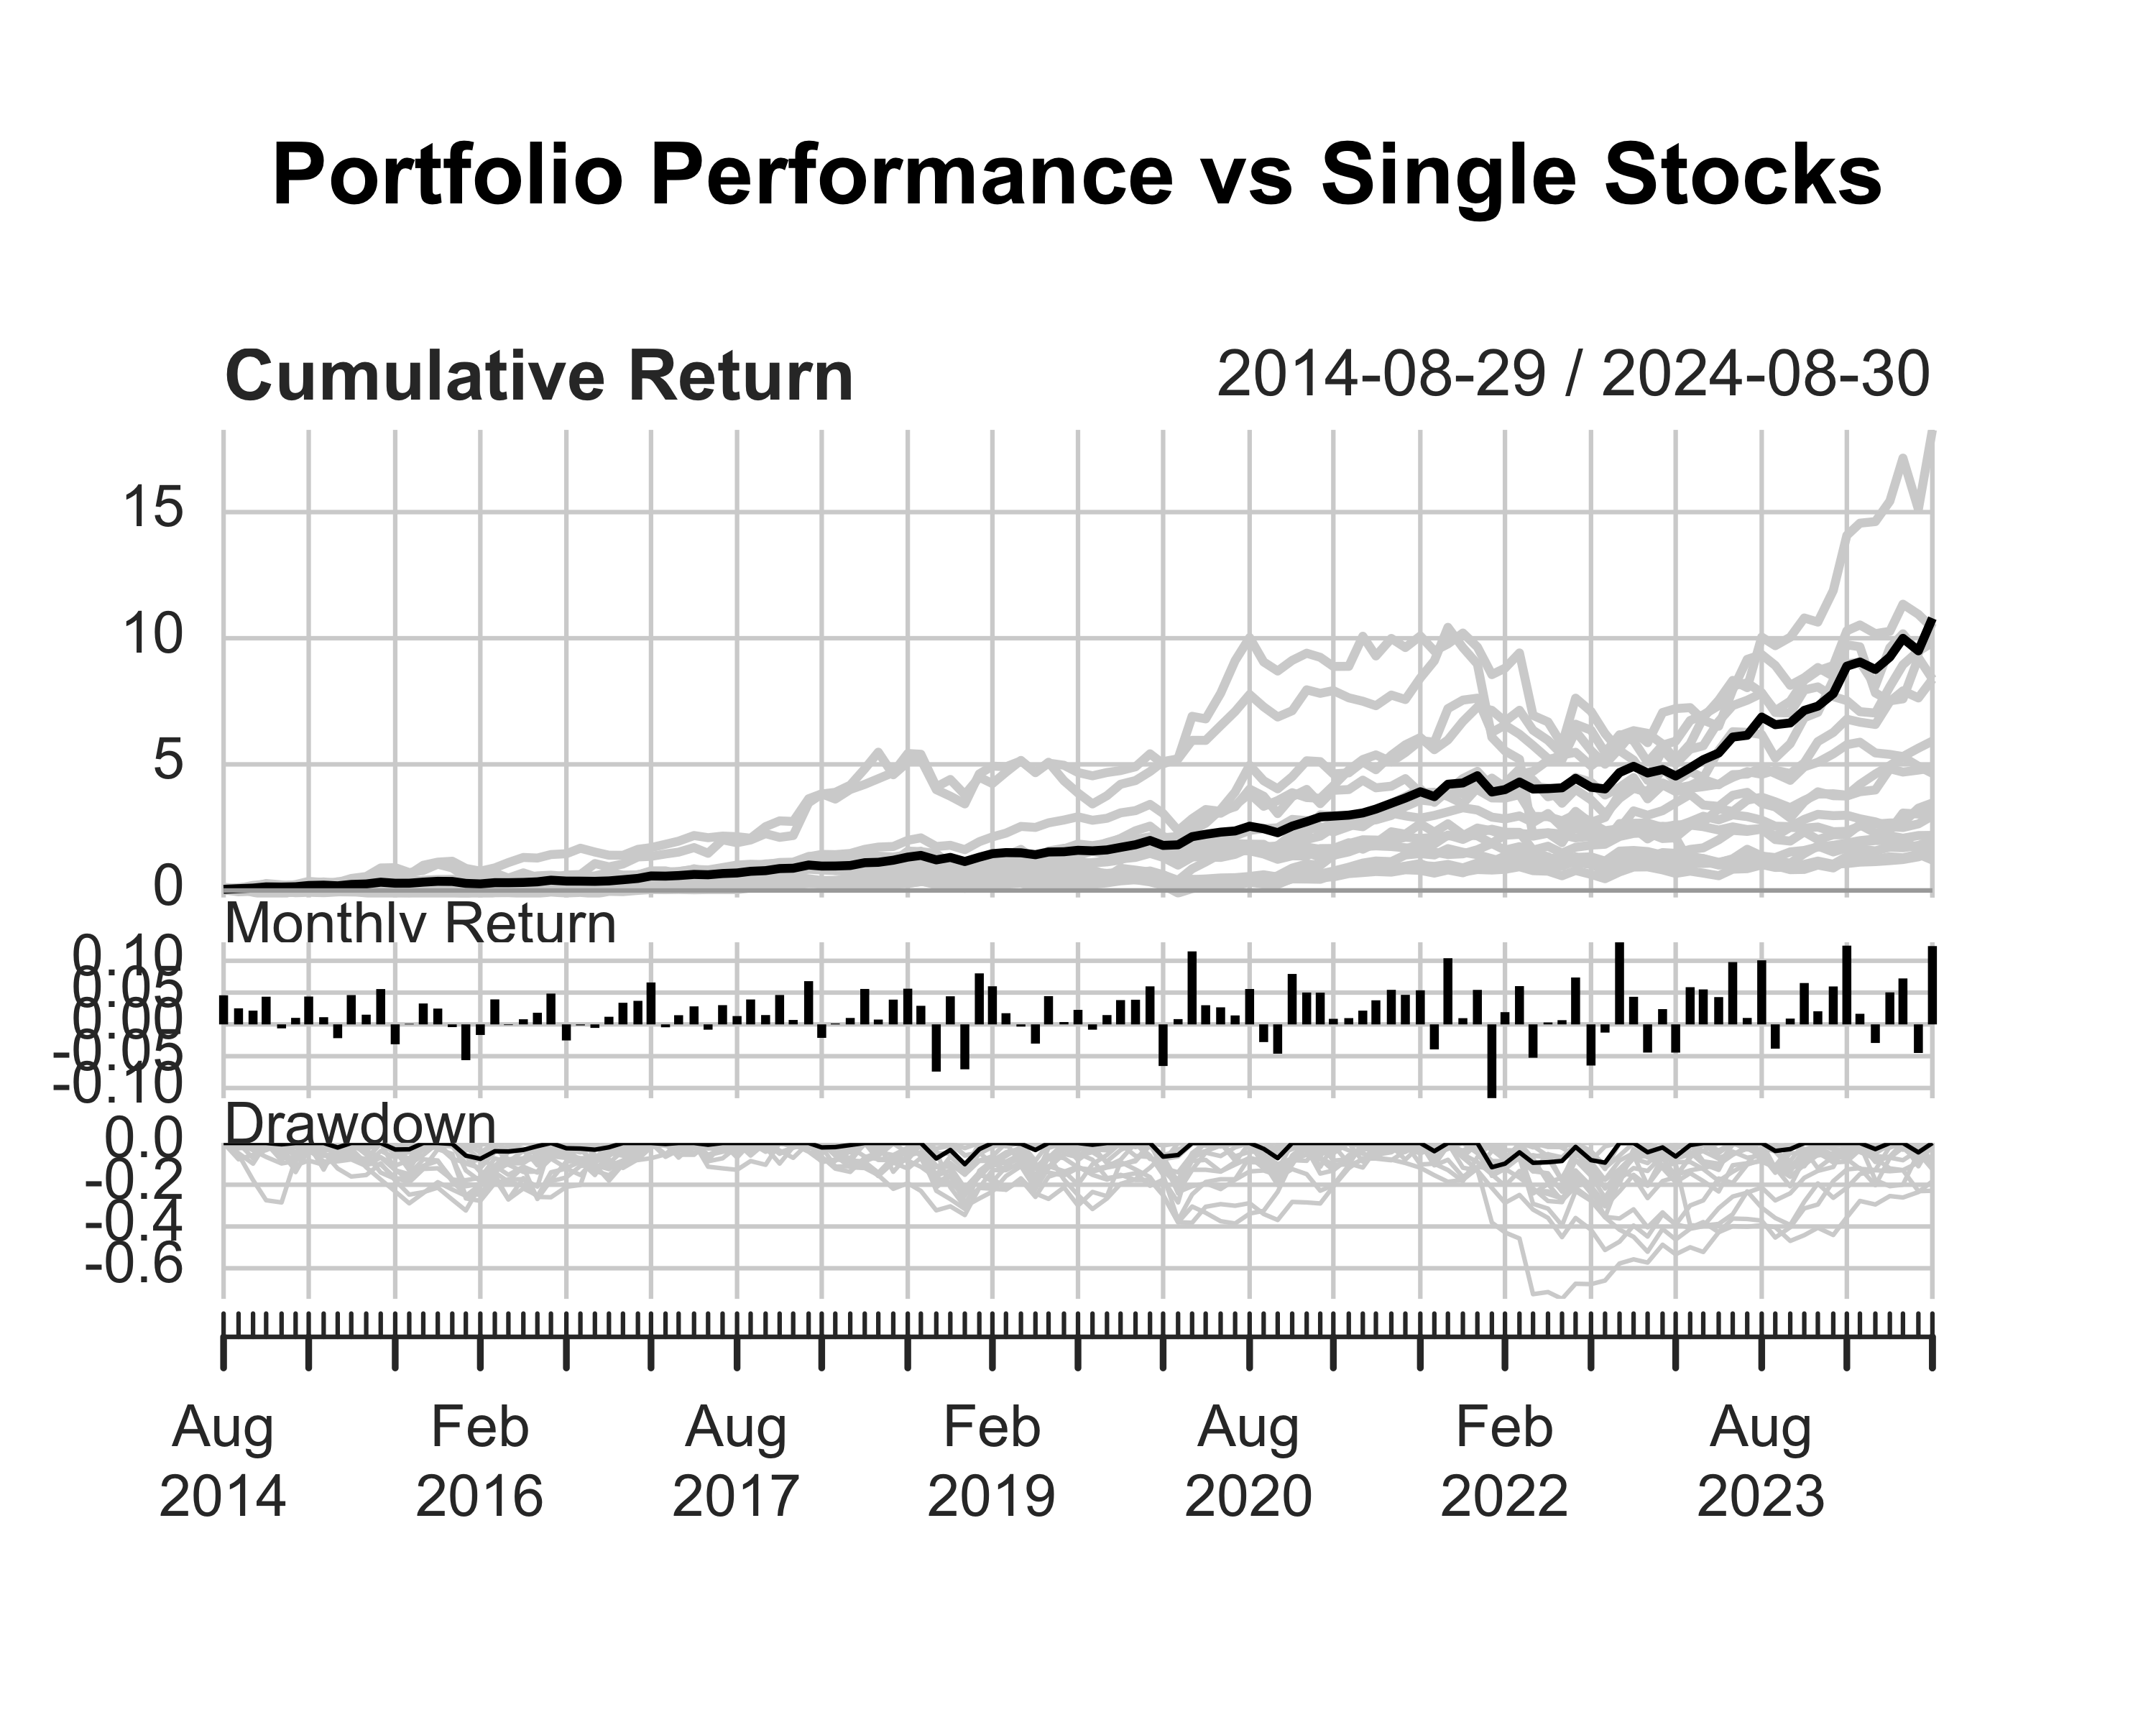 Portfolio Performance vs Single Stocks
Cumulative Return 2014-08-29 / 2024-08-30
15
10
5
0
Monthly Return
0.10
0.05
0.00
-0.05
-0.10
Drawdown
0.0
-0.2
-0.4
-0.6
Aug Feb Aug Feb Aug Feb Aug
2014 2016 2017 2019 2020 2022 2023